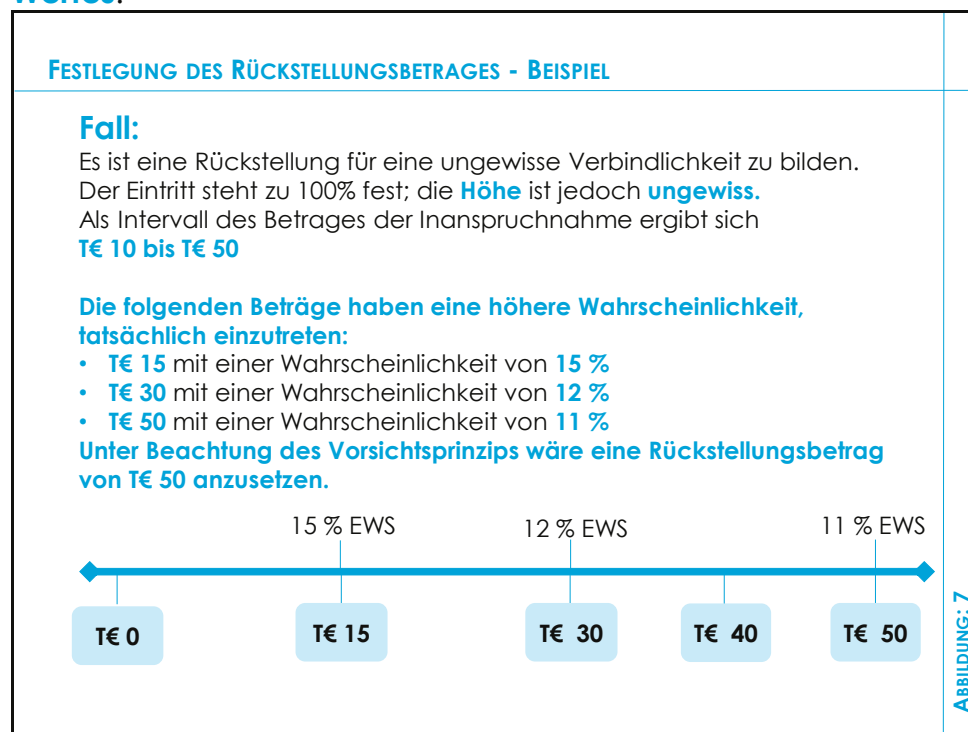 FESTLEGUNG DES RÜCKSTELLUNGSBETRAGES - BEISPIEL
Fall:
Es ist eine Rückstellung für eine ungewisse Verbindlichkeit zu bilden.
Der Eintritt steht zu 100% fest; die Höhe ist jedoch ungewiss.
Als Intervall des Betrages der Inanspruchnahme ergibt sich
T€ 10 bis T€ 50
Die folgenden Beträge haben eine höhere Wahrscheinlichkeit,
tatsächlich einzutreten:
• T€ 15 mit einer Wahrscheinlichkeit von 15 %
• T€ 30 mit einer Wahrscheinlichkeit von 12 %
• T€ 50 mit einer Wahrscheinlichkeit von 11 %
Unter Beachtung des Vorsichtsprinzips wäre eine Rückstellungsbetrag
von T€ 50 anzusetzen.
15 % EWS 12 % EWS 11 % EWS
T€ 0 T€ 15 T€ 30 T€ 40 T€ 50
ABBILDUNG: 7